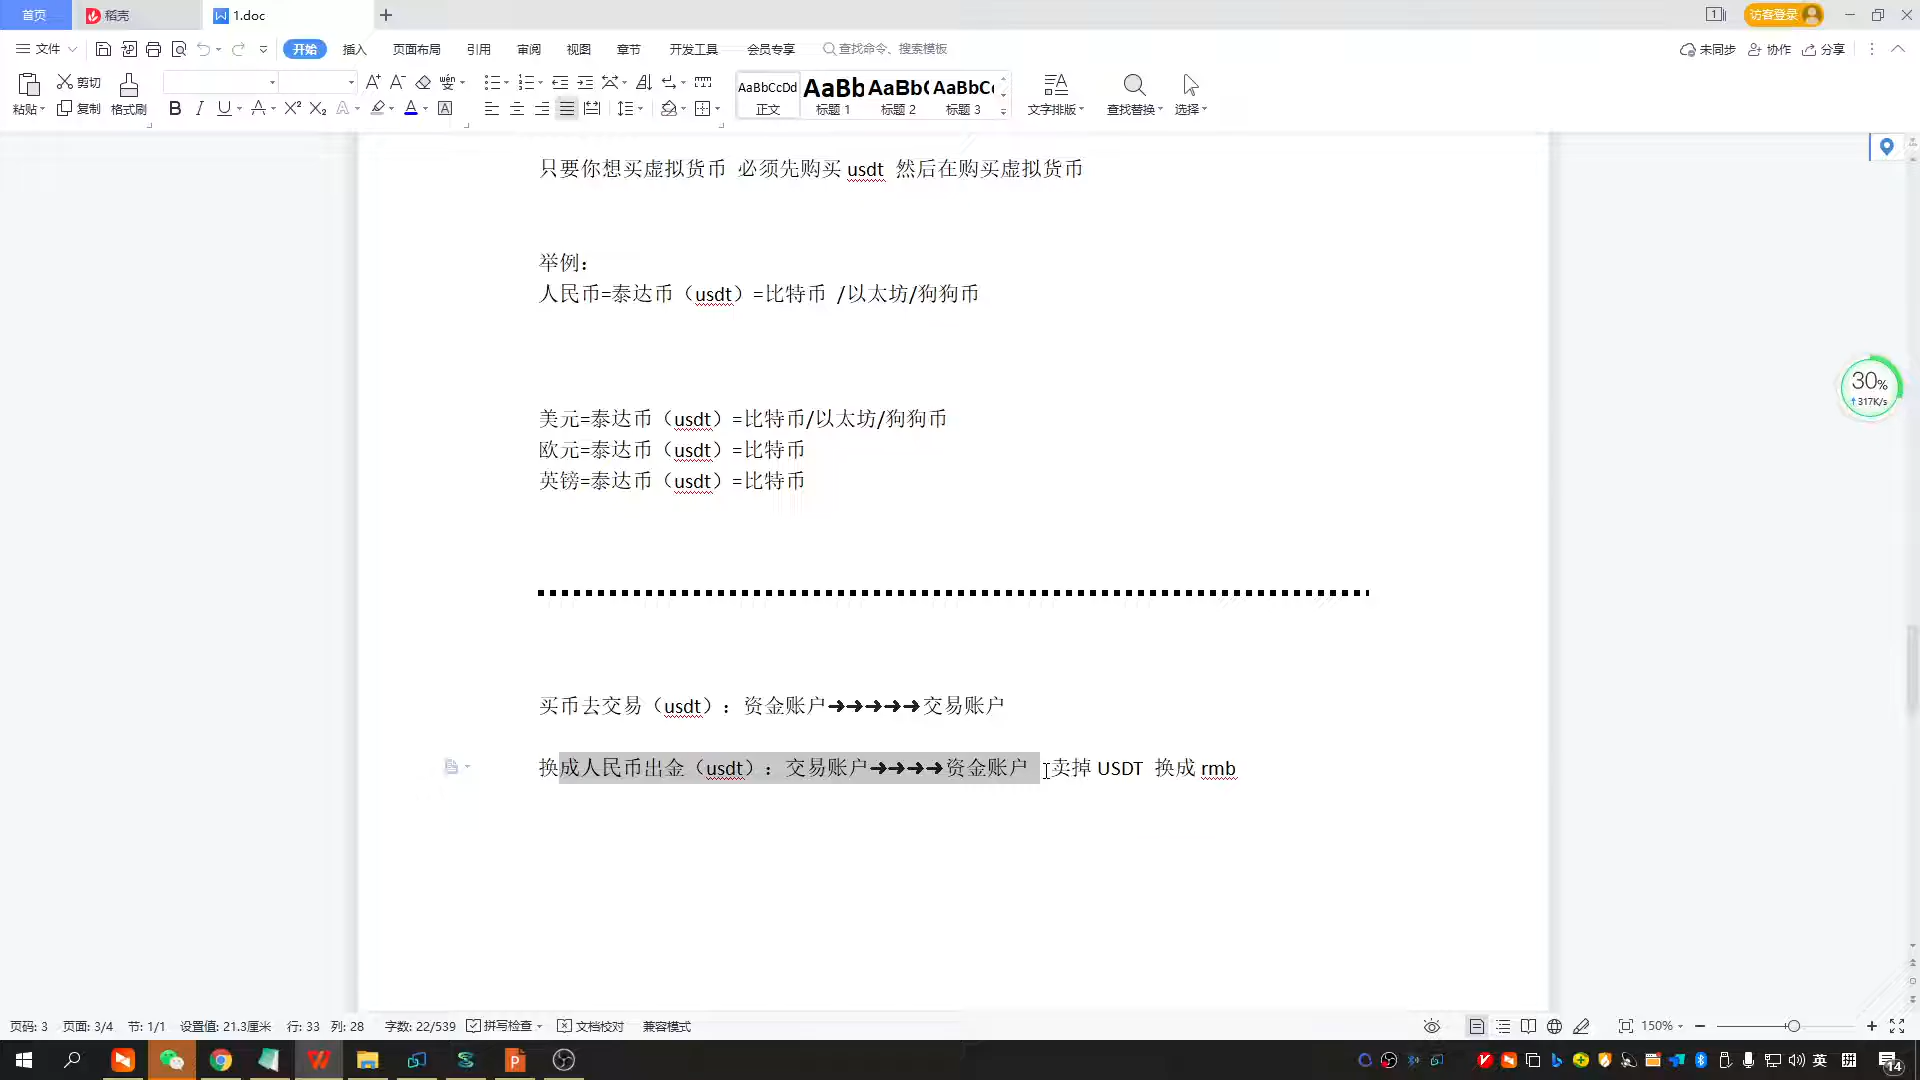 首页
稻壳
1.doc
访客登录
文件
开始
插入
页面布局
引用
审阅
视图
章节
开发工具
会员专享
查找命令、搜索模板
未同步
协作
分享
粘贴
剪切
复制
格式刷
AaBbCcDd
正文
AaBb
标题 1
AaBb(
标题 2
AaBbC(
标题 3
文字排版
查找替换
选择
只要你想买虚拟货币 必须先购买 usdt 然后在购买虚拟货币
举例：
人民币=泰达币（usdt）=比特币 /以太坊/狗狗币
美元=泰达币（usdt）=比特币/以太坊/狗狗币
欧元=泰达币（usdt）=比特币
英镑=泰达币（usdt）=比特币
买币去交易（usdt）：资金账户➔➔➔➔➔交易账户
换成人民币出金（usdt）：交易账户➔➔➔➔资金账户 卖掉 USDT 换成 rmb
30%
↑317K/s
页码: 3 页面: 3/4 节: 1/1 设置值: 21.3厘米 行: 33 列: 28 字数: 22/539 拼写检查 文档校对 兼容模式
150%
英
14